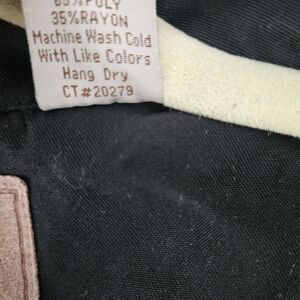 65%POLY
35%RAYON
Machine Wash Cold
With Like Colors
Hang Dry
CT#20279